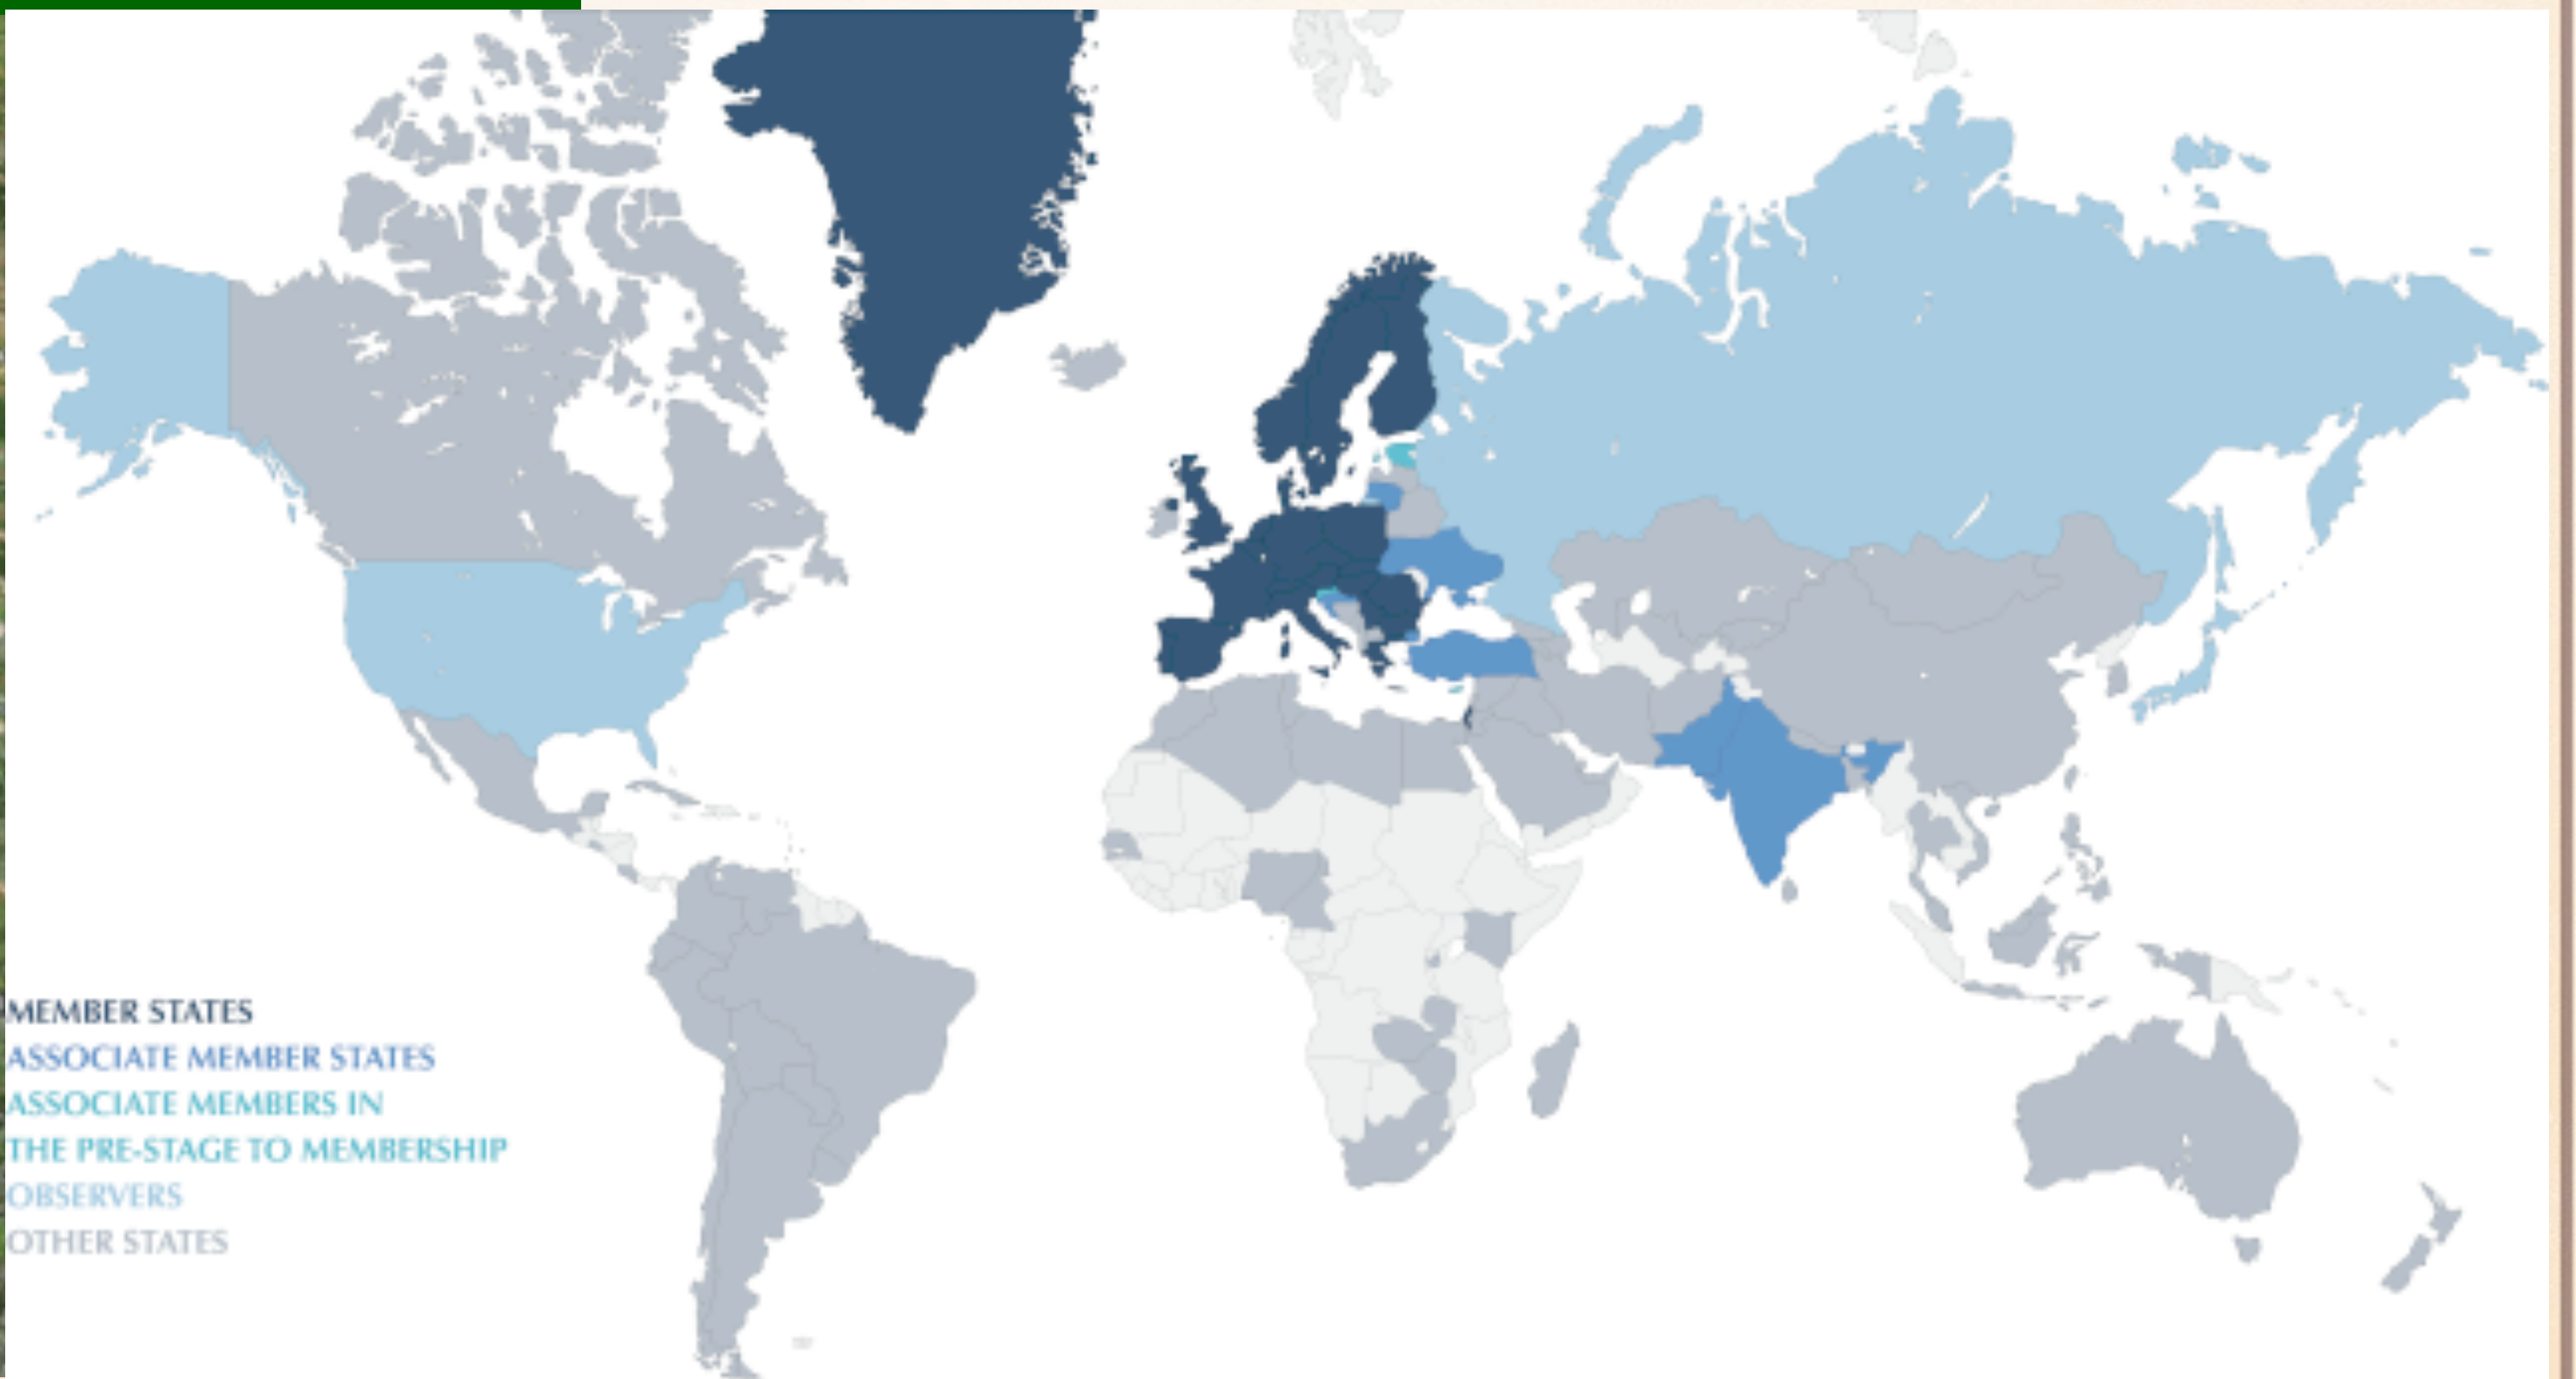 MEMBER STATES
ASSOCIATE MEMBER STATES
ASSOCIATE MEMBERS IN
THE PRE-STAGE TO MEMBERSHIP
OBSERVERS
OTHER STATES